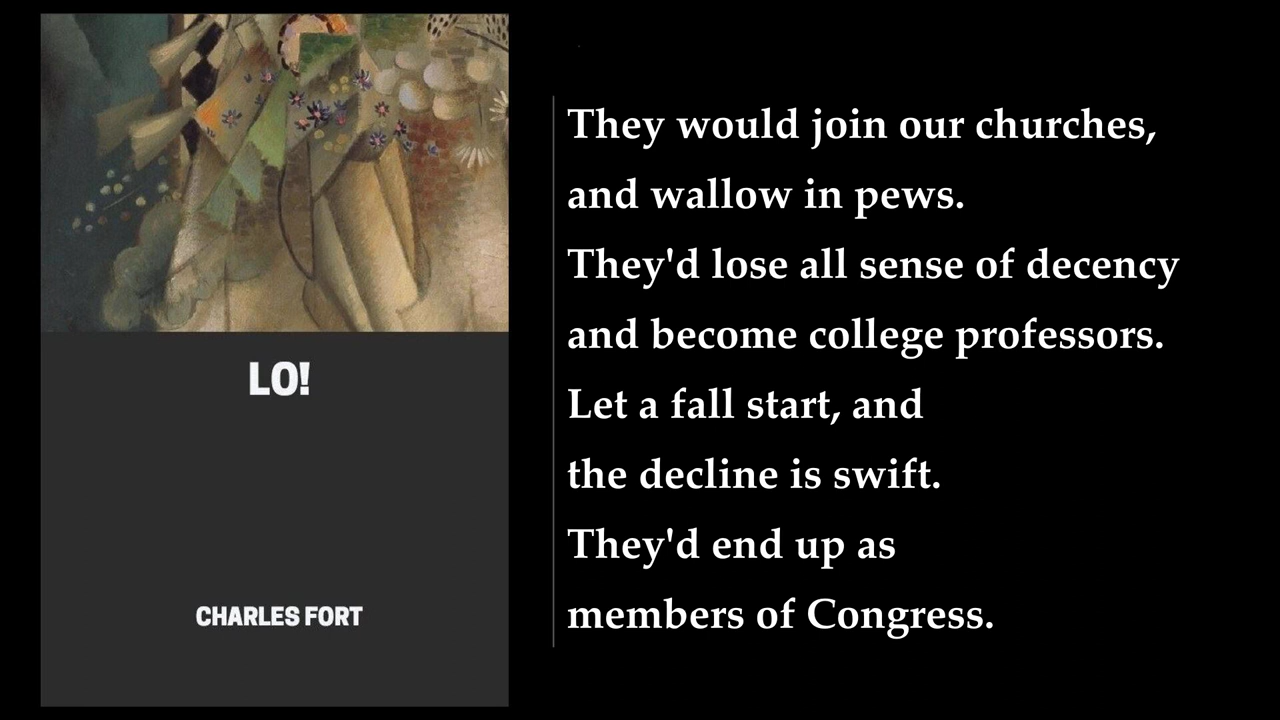 LO!
CHARLES FORT
They would join our churches,
and wallow in pews.
They'd lose all sense of decency
and become college professors.
Let a fall start, and
the decline is swift.
They'd end up as
members of Congress.